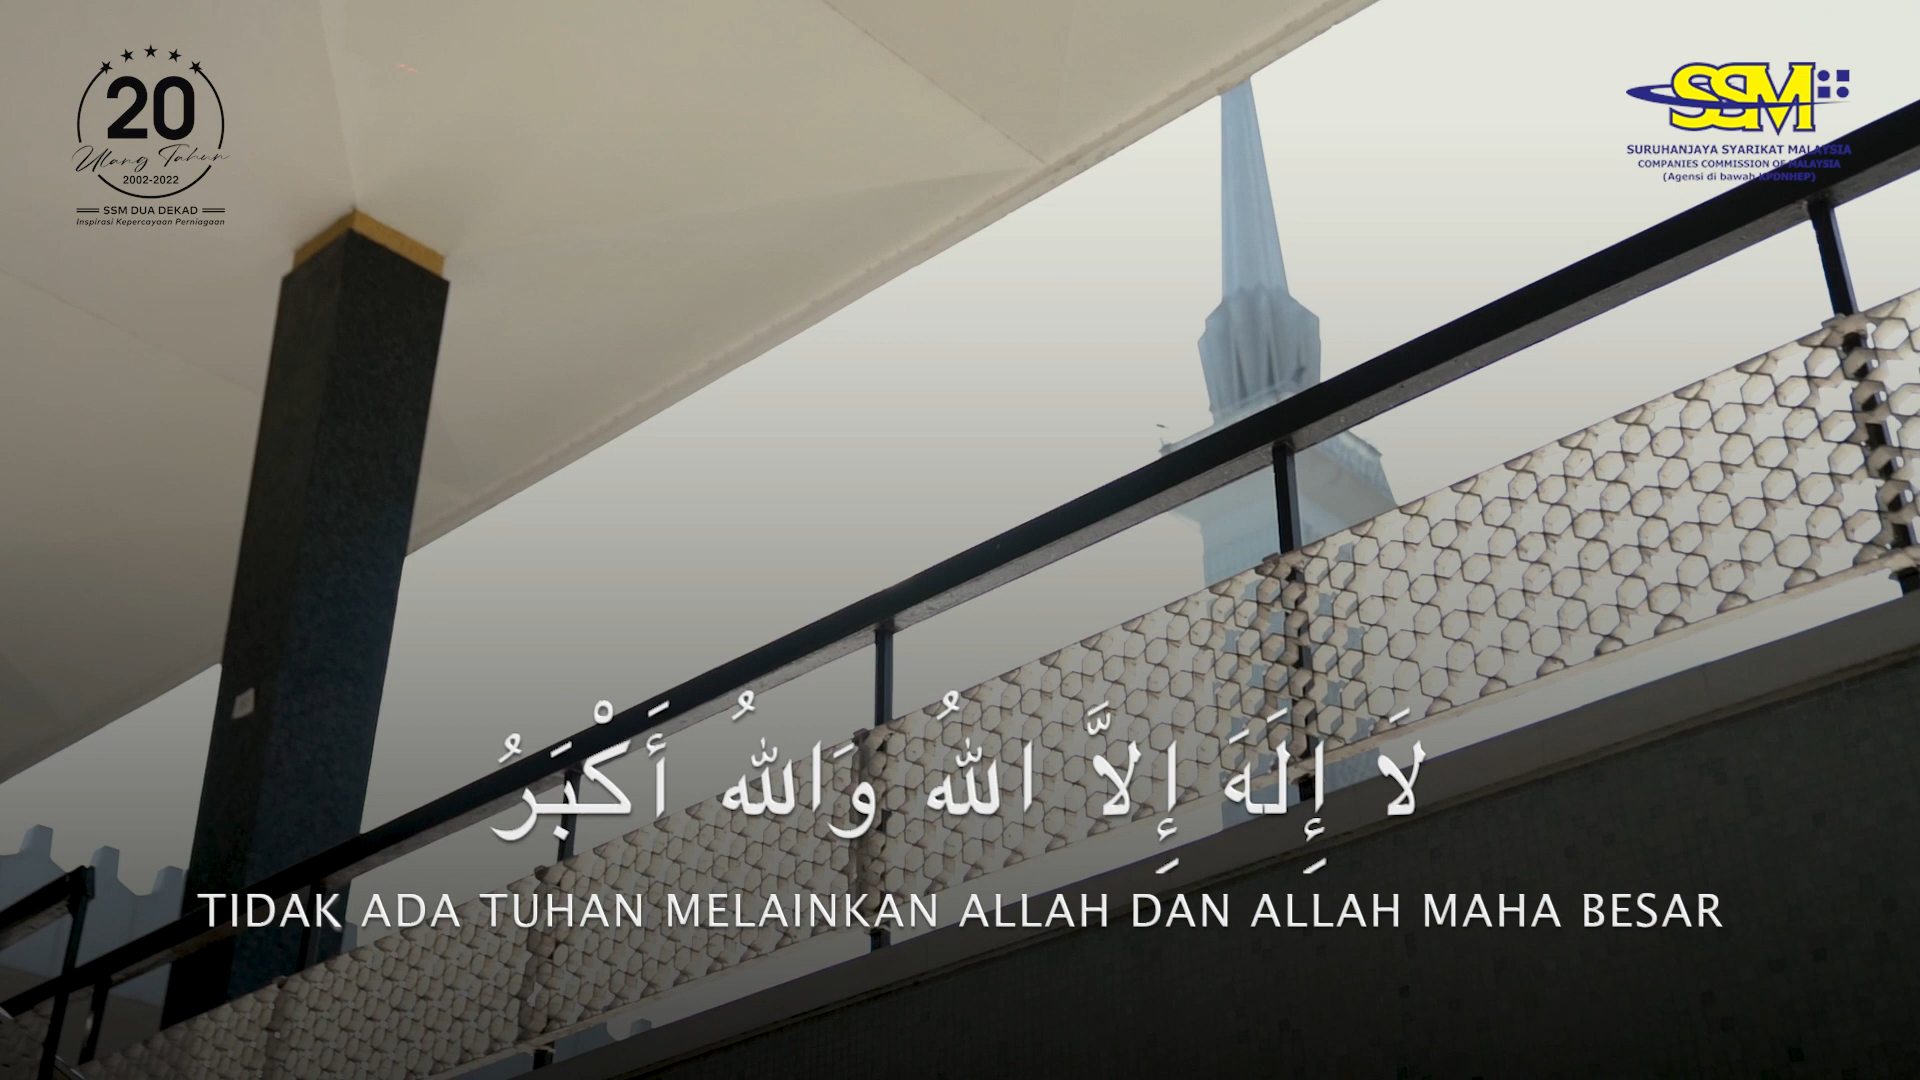 20
Ulang Tahun
2002-2022
SSM DUA DEKAD
Inspirasi Kepercayaan Perniagaan
SSM
SURUHANJAYA SYARIKAT MALAYSIA
COMPANIES COMMISSION OF MALAYSIA
(Agensi di bawah KPDNHEP)
لَا إِلَهَ إِلاَّ اللهُ وَاللهُ أَكْبَرُ
TIDAK ADA TUHAN MELAINKAN ALLAH DAN ALLAH MAHA BESAR